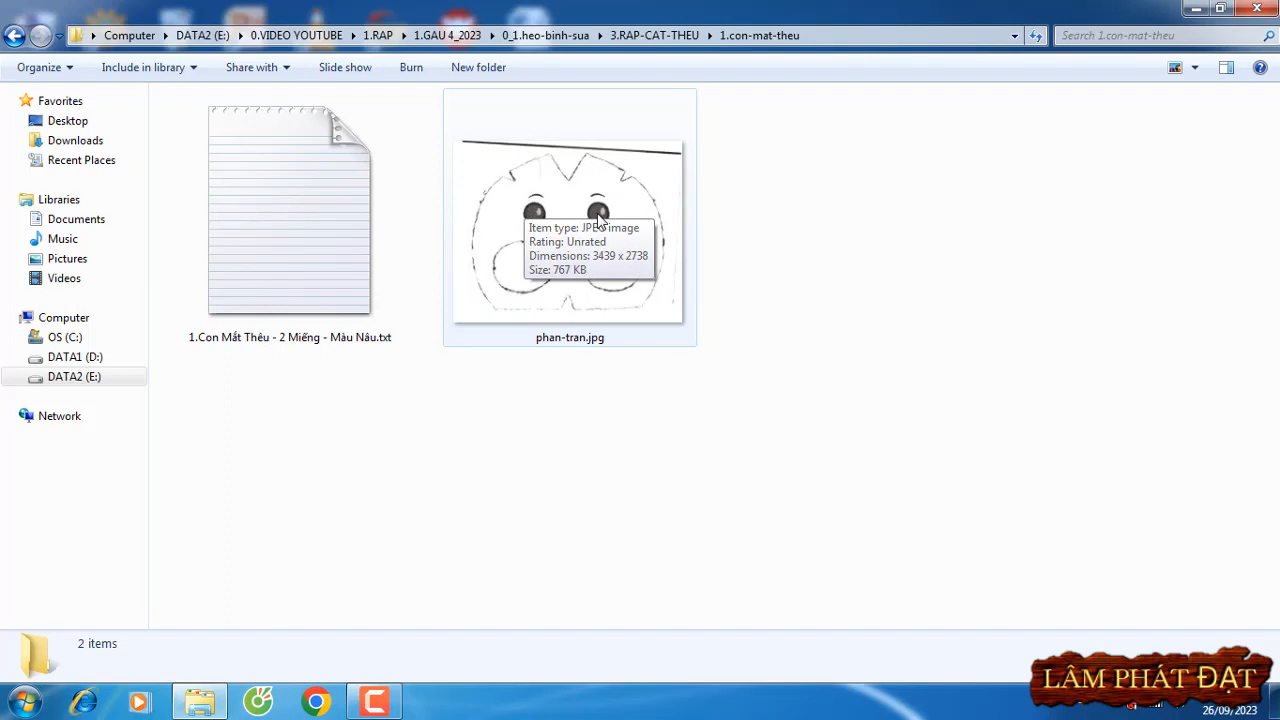 Computer ▸ DATA2 (E:) ▸ 0.VIDEO YOUTUBE ▸ 1.RAP ▸ 1.GAU 4_2023 ▸ 0_1.heo-binh-sua ▸ 3.RAP-CAT-THEU ▸ 1.con-mat-theu
Search 1.con-mat-theu
Organize Include in library Share with Slide show Burn New folder
Favorites
Desktop
Downloads
Recent Places
Libraries
Documents
Music
Pictures
Videos
Computer
OS (C:)
DATA1 (D:)
DATA2 (E:)
Network
Item type: JPEG image
Rating: Unrated
Dimensions: 3439 x 2738
Size: 767 KB
1.Con Mắt Thêu - 2 Miếng - Màu Nâu.txt
phan-tran.jpg
2 items
LÂM PHÁT ĐẠT
26/09/2023